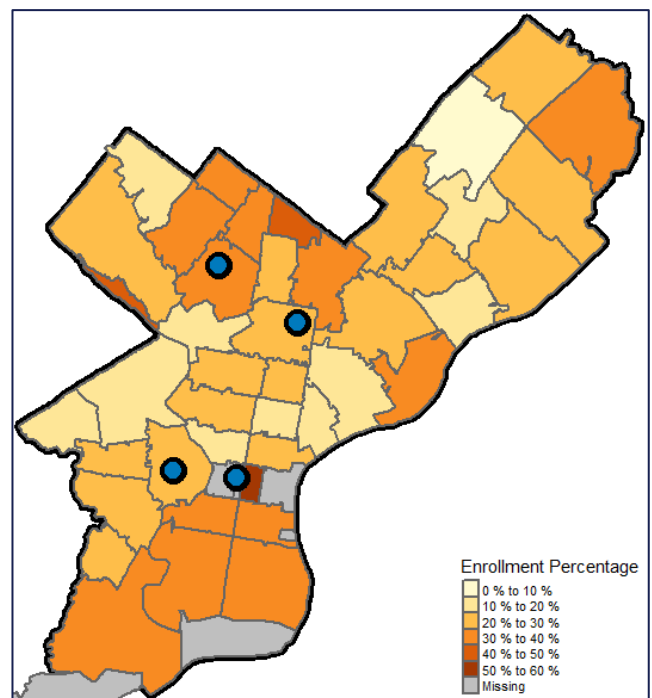 Enrollment Percentage
0 % to 10 %
10 % to 20 %
20 % to 30 %
30 % to 40 %
40 % to 50 %
50 % to 60 %
Missing